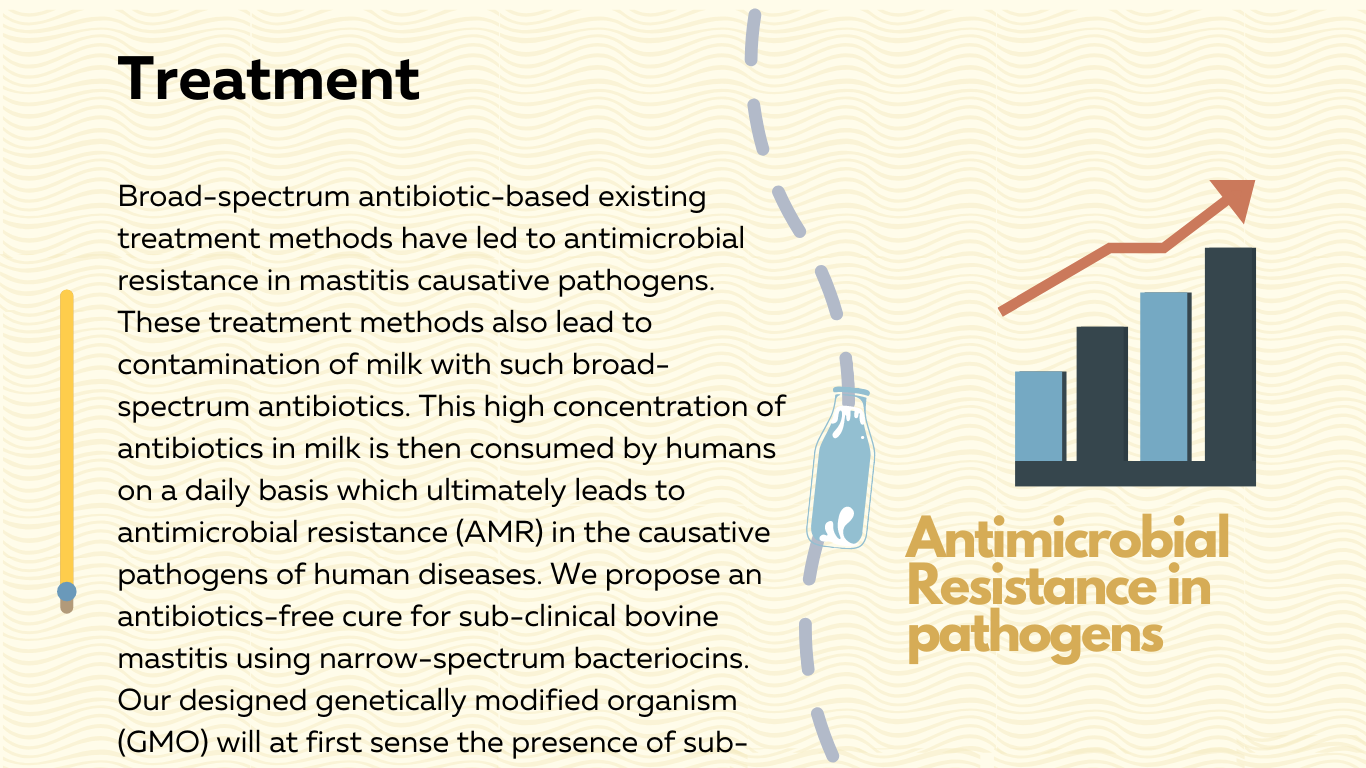 Treatment
Broad-spectrum antibiotic-based existing
treatment methods have led to antimicrobial
resistance in mastitis causative pathogens.
These treatment methods also lead to
contamination of milk with such broad-
spectrum antibiotics. This high concentration of
antibiotics in milk is then consumed by humans
on a daily basis which ultimately leads to
antimicrobial resistance (AMR) in the causative
pathogens of human diseases. We propose an
antibiotics-free cure for sub-clinical bovine
mastitis using narrow-spectrum bacteriocins.
Our designed genetically modified organism
(GMO) will at first sense the presence of sub-
Antimicrobial
Resistance in
pathogens